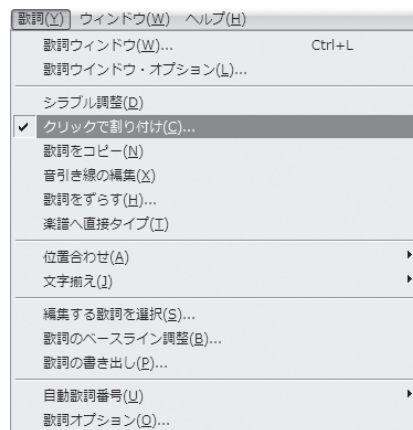 歌詞(Y) ウィンドウ(W) ヘルプ(H)
歌詞ウィンドウ(W)... Ctrl+L
歌詞ウインドウ・オプション(L)...
シラブル調整(D)
✔ クリックで割り付け(C)...
歌詞をコピー(N)
音引き線の編集(X)
歌詞をずらす(H)...
楽譜へ直接タイプ(T)
位置合わせ(A)
文字揃え(J)
編集する歌詞を選択(S)...
歌詞のベースライン調整(B)...
歌詞の書き出し(P)...
自動歌詞番号(U)
歌詞オプション(O)...